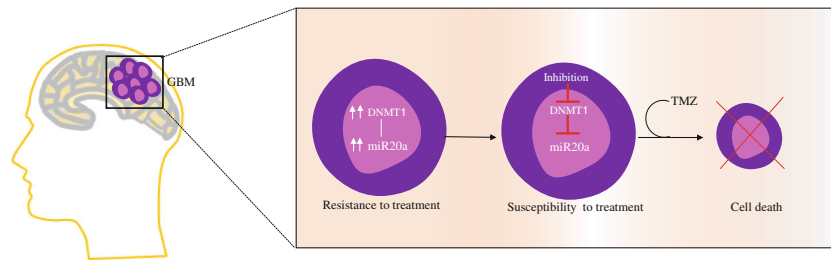 GBM
Inhibition
DNMT1
miR20a
DNMT1
miR20a
TMZ
Resistance to treatment
Susceptibility to treatment
Cell death